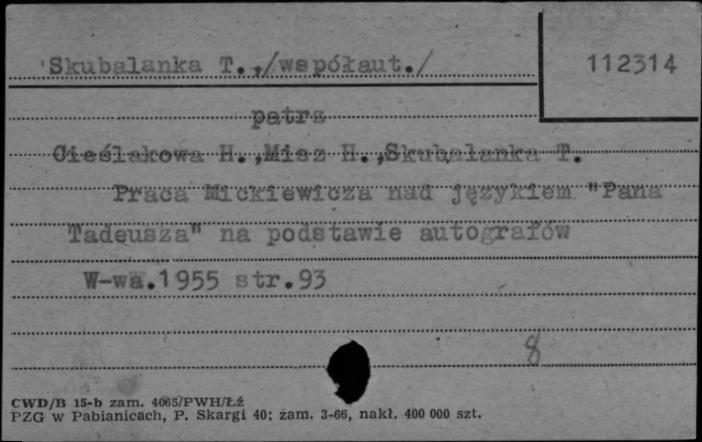 Skubalanka T.,/współaut./
112314
patrz
Cieślakowa H.,Misz H.,Skubalanka T.
Praca Mickiewicza nad językiem "Pana
Tadeusza" na podstawie autografów
W-wa.1955 str.93
8
CWD/B 15-b zam. 4065/PWH/Łź
PZG w Pabianicach, P. Skargi 40; zam. 3-66, nakł. 400 000 szt.